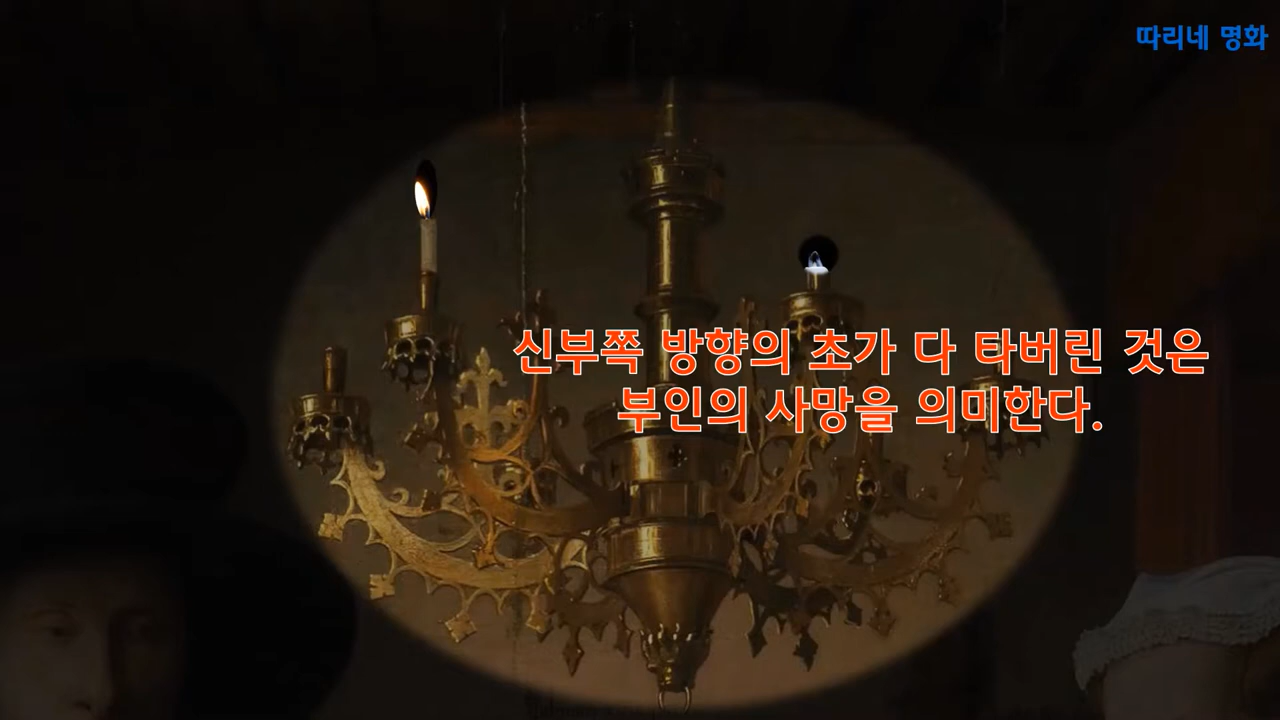 따리네 명화
신부쪽 방향의 초가 다 타버린 것은
부인의 사망을 의미한다.